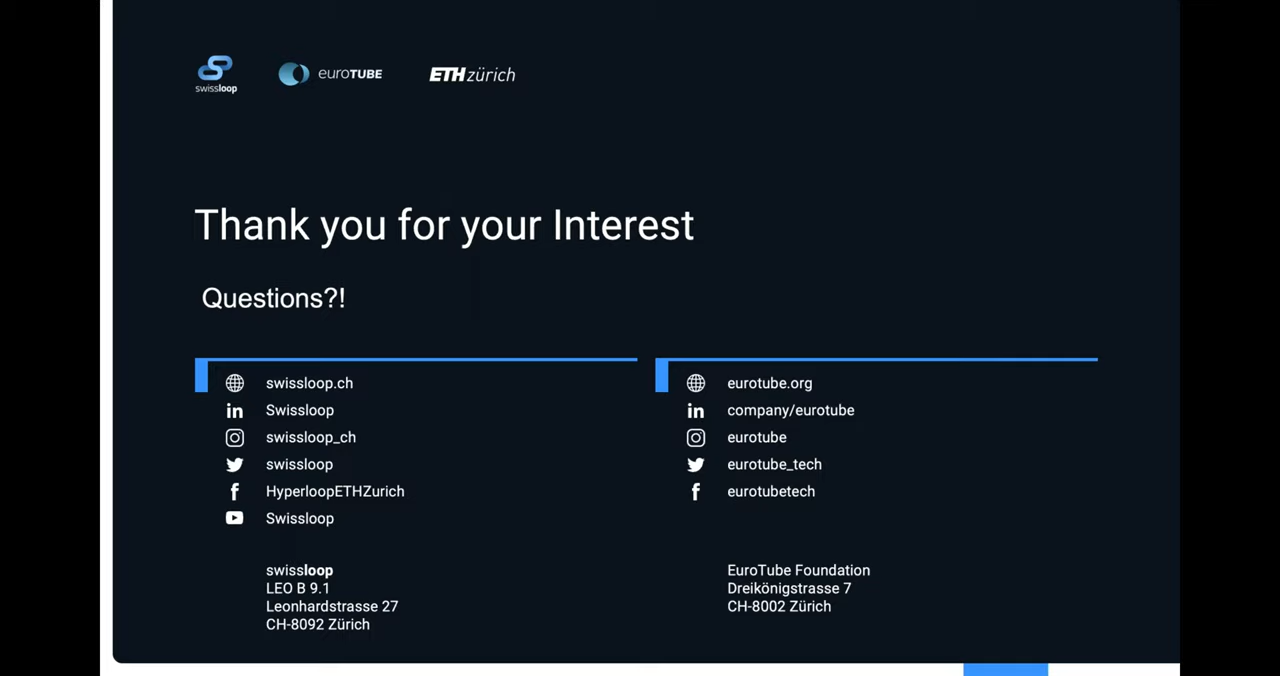 swissloop
euroTUBE
ETH zürich
Thank you for your Interest
Questions?!
swissloop.ch
Swissloop
swissloop_ch
swissloop
HyperloopETHZurich
Swissloop
swissloop
LEO B 9.1
Leonhardstrasse 27
CH-8092 Zürich
eurotube.org
company/eurotube
eurotube
eurotube_tech
eurotubetech
EuroTube Foundation
Dreikönigstrasse 7
CH-8002 Zürich